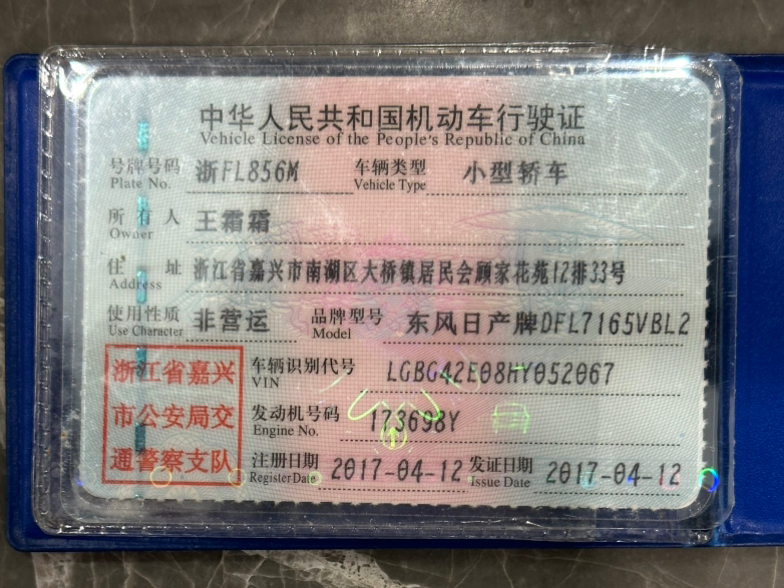 中华人民共和国机动车行驶证
Vehicle License of the People's Republic of China
号牌号码 浙FL856M 车辆类型 小型轿车
Plate No. Vehicle Type
所有人 王霜霜
Owner
住址 浙江省嘉兴市南湖区大桥镇居民会顾家花苑12排33号
Address
使用性质 非营运 品牌型号 东风日产牌DFL7165VBL2
Use Character Model
浙江省嘉兴 车辆识别代号 LGBG42E08HY052067
VIN
市公安局交 发动机号码 173698Y
Engine No.
通警察支队 注册日期 2017-04-12 发证日期 2017-04-12
Register Date Issue Date